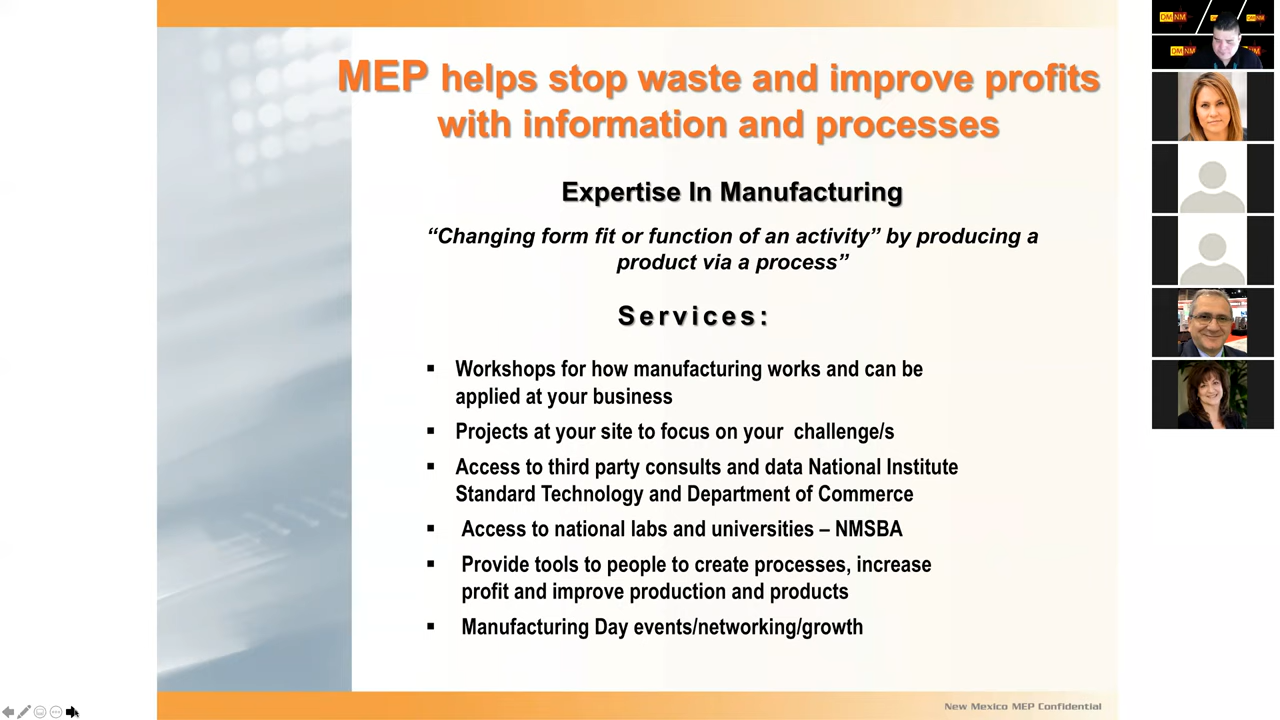 MEP helps stop waste and improve profits
with information and processes
Expertise In Manufacturing
“Changing form fit or function of an activity” by producing a
product via a process”
Services:
▪ Workshops for how manufacturing works and can be
applied at your business
▪ Projects at your site to focus on your challenge/s
▪ Access to third party consults and data National Institute
Standard Technology and Department of Commerce
▪ Access to national labs and universities – NMSBA
▪ Provide tools to people to create processes, increase
profit and improve production and products
▪ Manufacturing Day events/networking/growth
New Mexico MEP Confidential
DMNM
DMNM